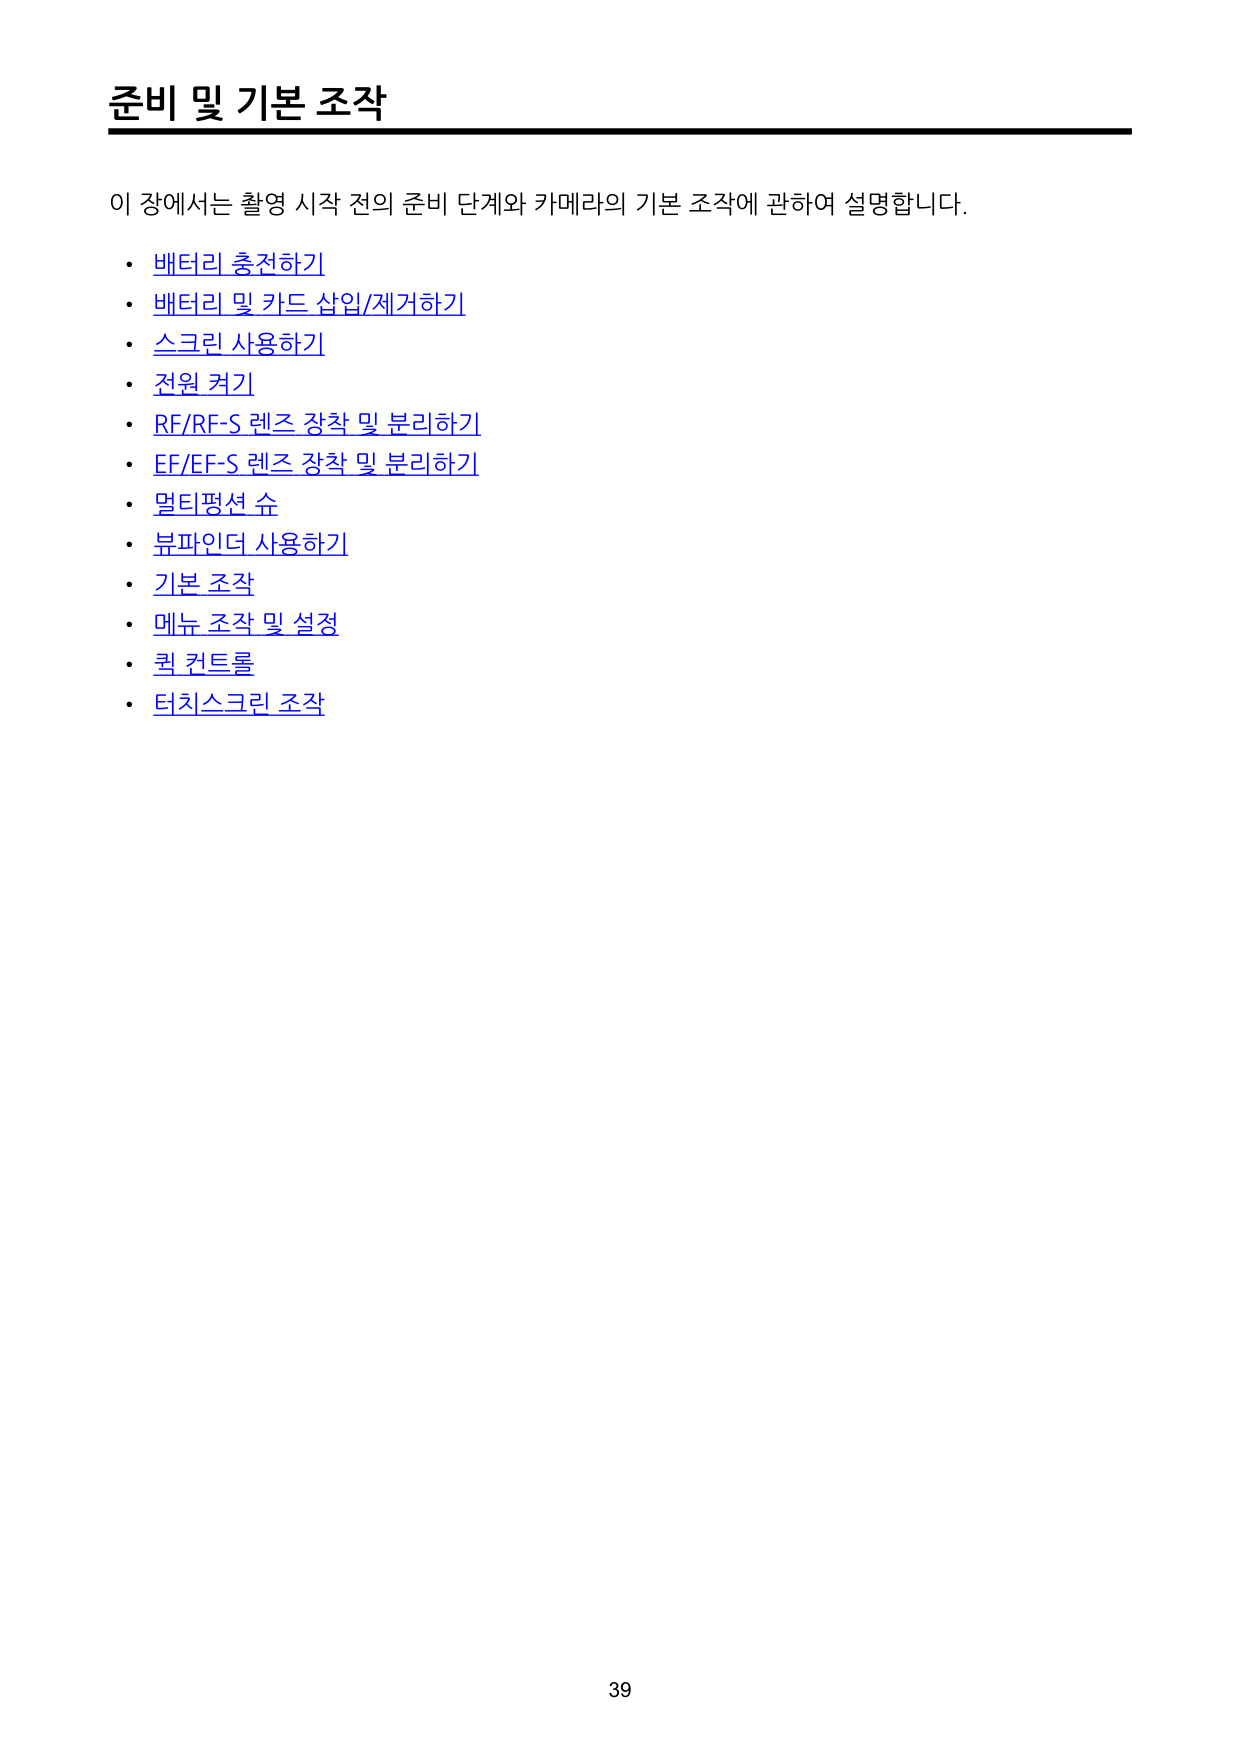 준비 및 기본 조작
이 장에서는 촬영 시작 전의 준비 단계와 카메라의 기본 조작에 관하여 설명합니다.
• 배터리 충전하기
• 배터리 및 카드 삽입/제거하기
• 스크린 사용하기
• 전원 켜기
• RF/RF-S 렌즈 장착 및 분리하기
• EF/EF-S 렌즈 장착 및 분리하기
• 멀티펑션 슈
• 뷰파인더 사용하기
• 기본 조작
• 메뉴 조작 및 설정
• 퀵 컨트롤
• 터치스크린 조작
39